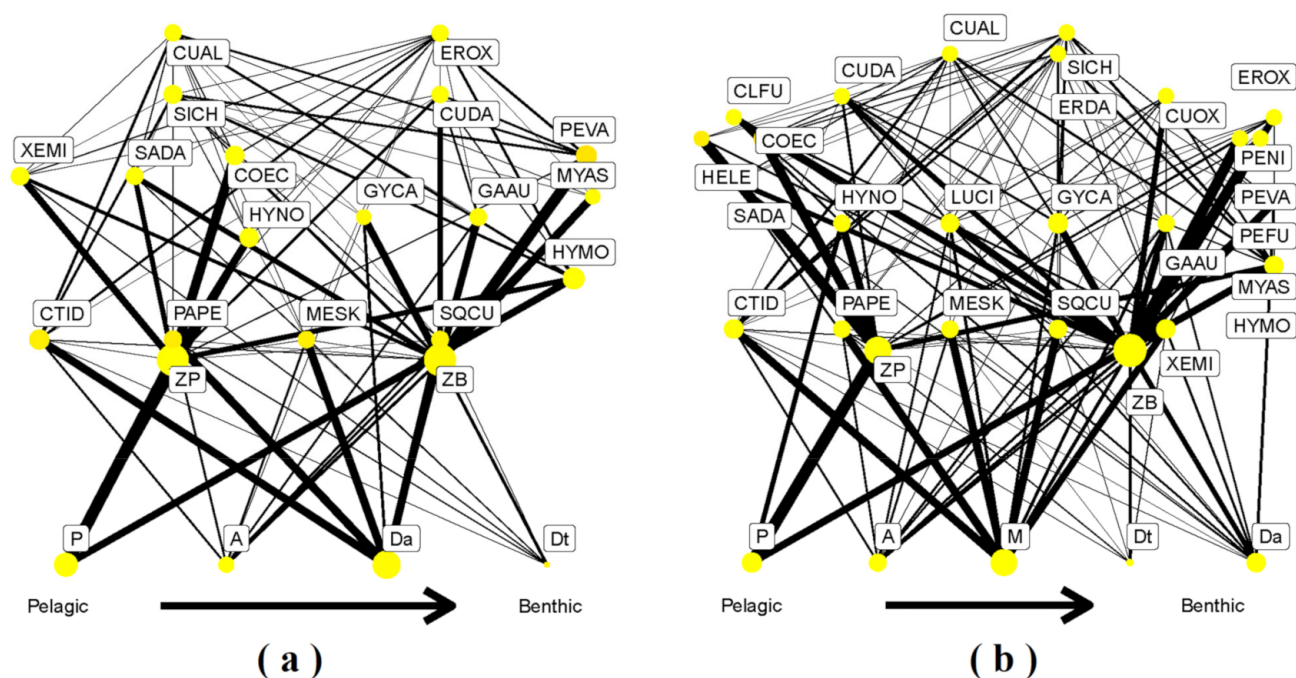 CUAL
EROX
SICH
CUDA
PEVA
XEMI
SADA
COEC
MYAS
GYCA
GAAU
HYNO
HYMO
CTID
PAPE
MESK
SQCU
ZP
ZB
P
A
Da
Dt
Pelagic
Benthic
( a )
CUAL
CUDA
SICH
EROX
CLFU
ERDA
CUOX
COEC
PENI
HELE
HYNO
LUCI
GYCA
PEVA
SADA
PEFU
GAAU
MYAS
CTID
PAPE
MESK
SQCU
HYMO
ZP
XEMI
ZB
P
A
M
Dt
Da
Pelagic
Benthic
( b )